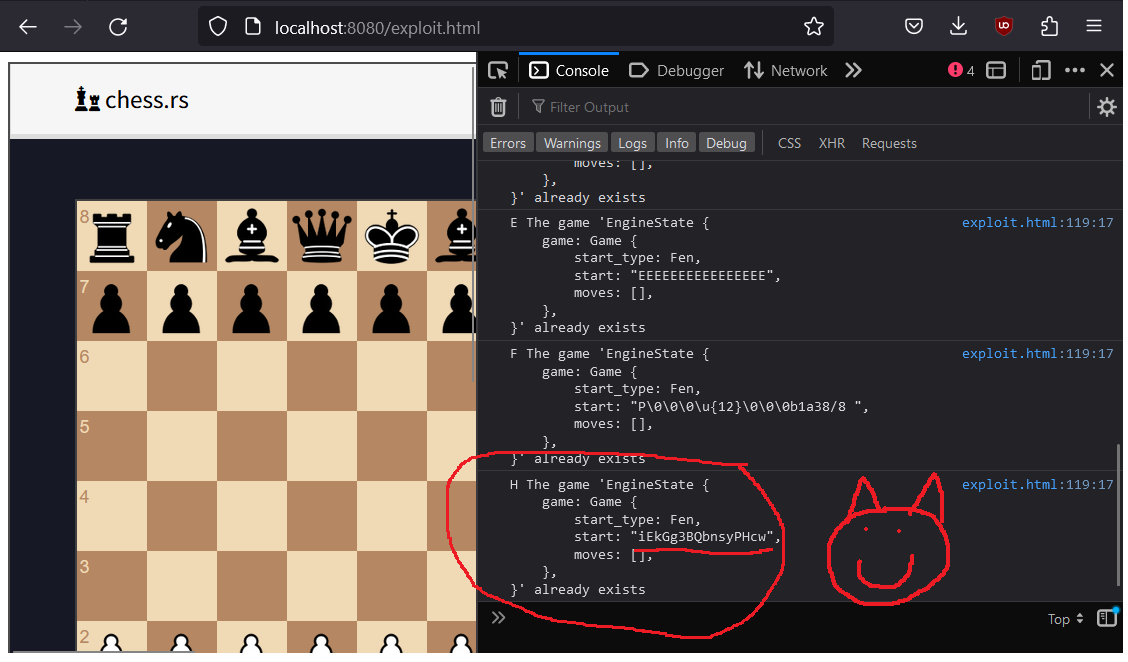 localhost:8080/exploit.html
chess.rs
Console
Debugger
Network
4
Filter Output
Errors
Warnings
Logs
Info
Debug
CSS
XHR
Requests
moves: [],
},
}' already exists
E The game 'EngineState { exploit.html:119:17
game: Game {
start_type: Fen,
start: "EEEEEEEEEEEEEEEE",
moves: [],
},
}' already exists
F The game 'EngineState { exploit.html:119:17
game: Game {
start_type: Fen,
start: "P\0\0\0\u{12}\0\0\0b1a38/8 ",
moves: [],
},
}' already exists
H The game 'EngineState { exploit.html:119:17
game: Game {
start_type: Fen,
start: "iEkGg3BQbnsyPHcw",
moves: [],
},
}' already exists
Top
8
7
6
5
4
3
2